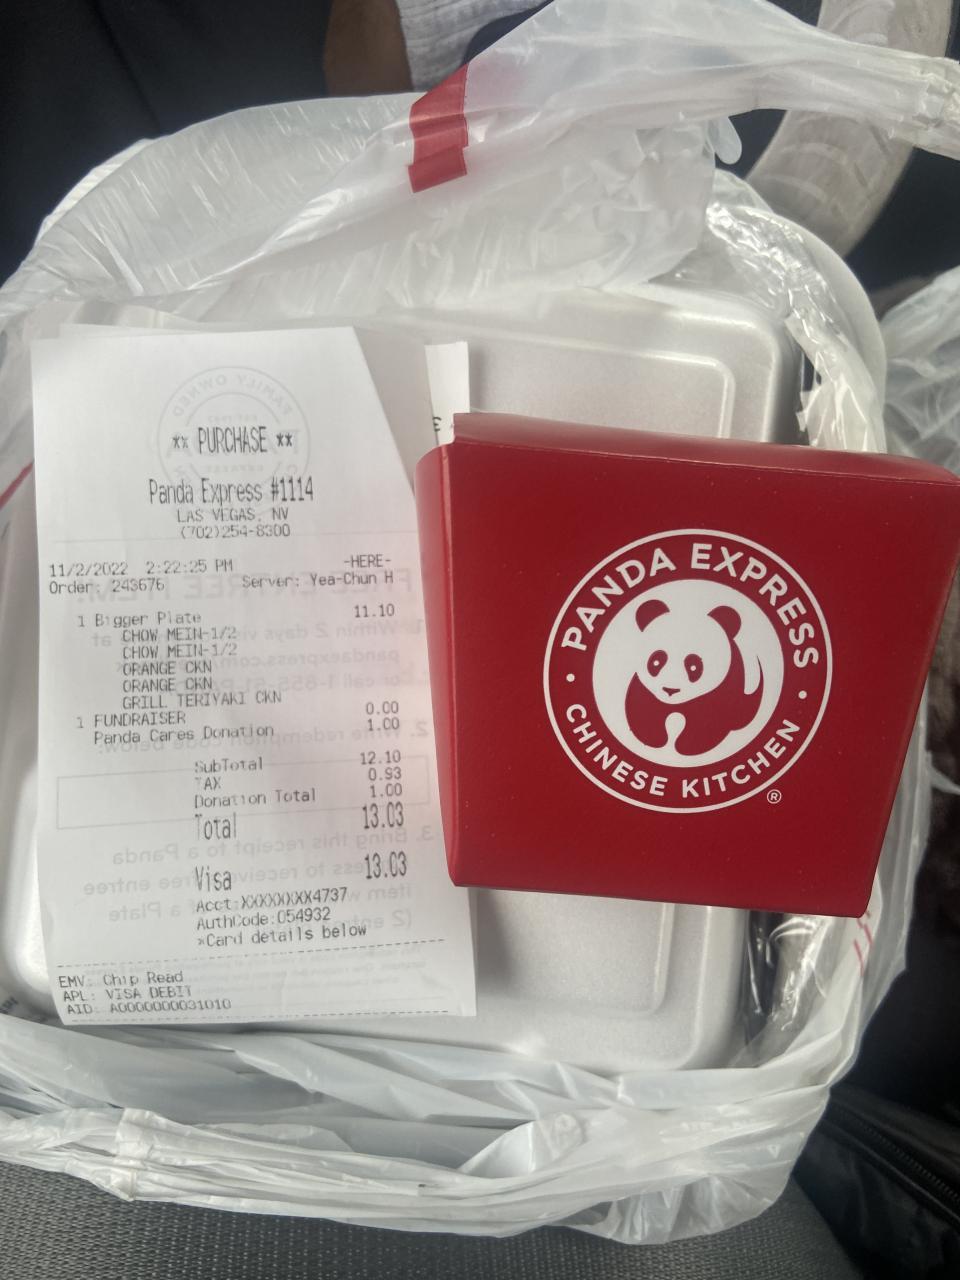 ** PURCHASE **
Panda Express #1114
LAS VEGAS, NV
(702)254-8300
11/2/2022 2:22:25 PM -HERE-
Order: 243676 Server: Yea-Chun H
1 Bigger Plate 11.10
CHOW MEIN-1/2
CHOW MEIN-1/2
ORANGE CKN
ORANGE CKN
GRILL TERIYAKI CKN
1 FUNDRAISER 0.00
Panda Cares Donation 1.00
SubTotal 12.10
TAX 0.93
Donation Total 1.00
Total 13.03
Visa 13.03
Acct:XXXXXXXX4737
AuthCode:054932
*Card details below
EMV: Chip Read
APL: VISA DEBIT
AID: A0000000031010
PANDA EXPRESS
CHINESE KITCHEN
®